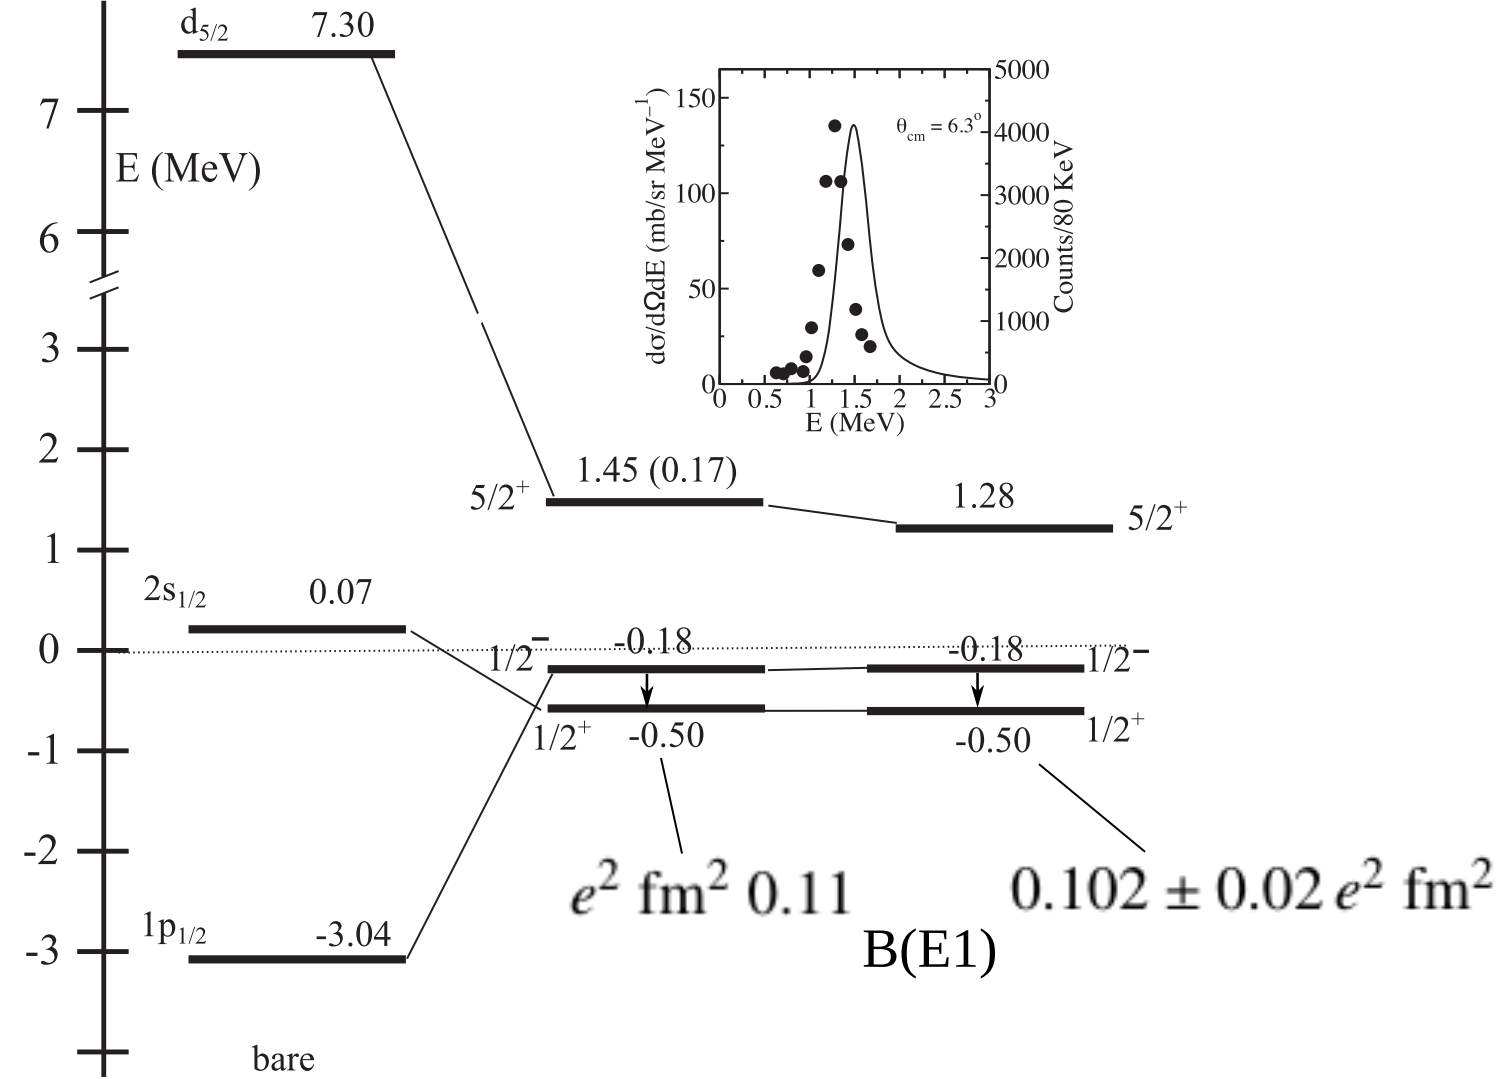 d5/2 7.30
7
E (MeV)
6
3
2
1
0
-1
-2
-3
2s1/2 0.07
1p1/2 -3.04
bare
5/2+ 1.45 (0.17)
1/2− -0.18
1/2+ -0.50
1.28 5/2+
-0.18 1/2−
-0.50 1/2+
e2 fm2 0.11
0.102 ± 0.02 e2 fm2
B(E1)
dσ/dΩdE (mb/sr MeV−1)
150
100
50
0
θcm = 6.3o
5000
4000
3000
2000
1000
0
Counts/80 KeV
0 0.5 1 1.5 2 2.5 3
E (MeV)